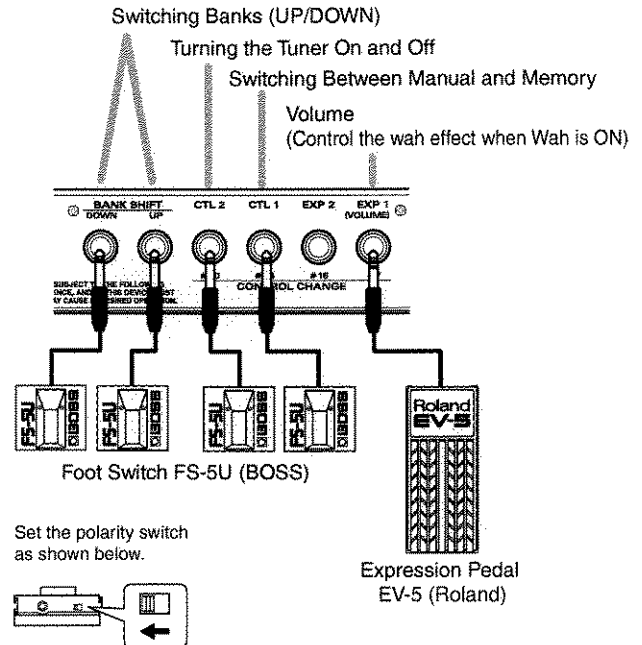 Switching Banks (UP/DOWN)
Turning the Tuner On and Off
Switching Between Manual and Memory
Volume
(Control the wah effect when Wah is ON)
BANK SHIFT
DOWN UP
CTL 2 CTL 1 EXP 2 EXP 1
(VOLUME)
#16
CONTROL CHANGE
SUBJECT THE FOLLOW
FS-5U BOSS FS-5U BOSS FS-5U BOSS FS-5U BOSS
Roland
EV-5
Foot Switch FS-5U (BOSS)
Set the polarity switch
as shown below.
Expression Pedal
EV-5 (Roland)